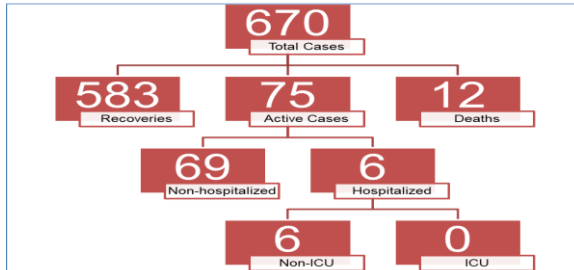 670
Total Cases
583
Recoveries
75
Active Cases
12
Deaths
69
Non-hospitalized
6
Hospitalized
6
Non-ICU
0
ICU